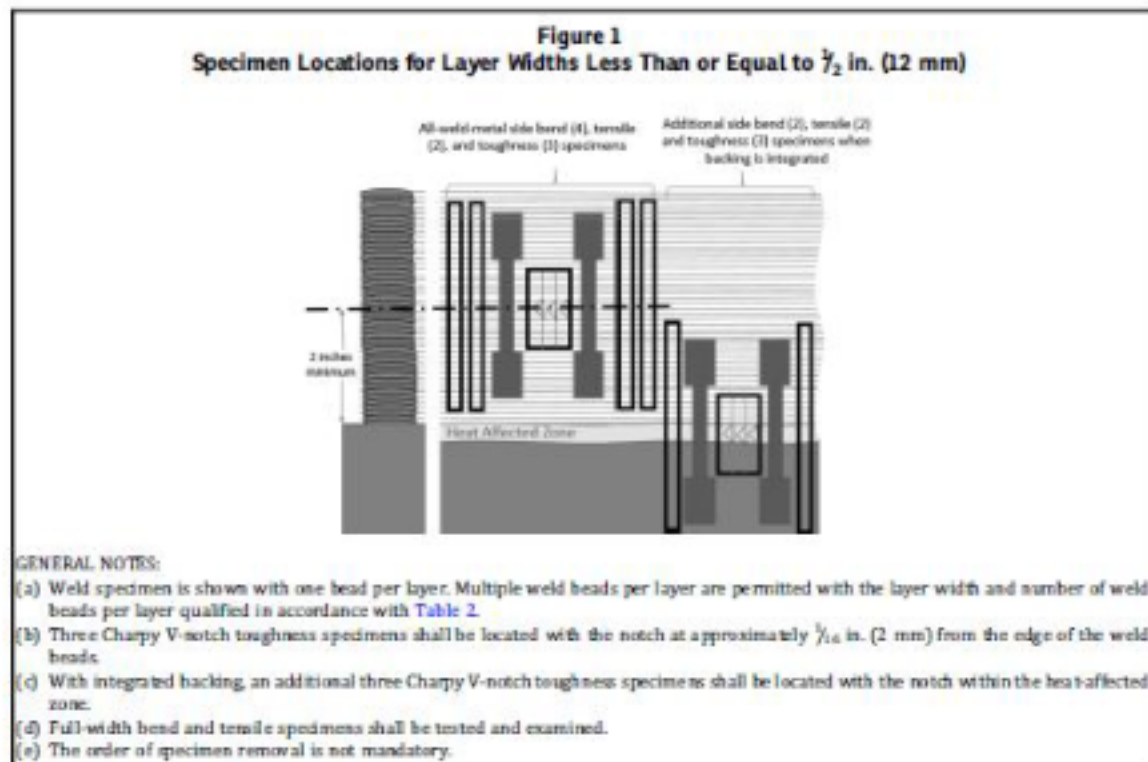 Figure 1
Specimen Locations for Layer Widths Less Than or Equal to 1/2 in. (12 mm)
All-weld-metal side bend (4), tensile
(2), and toughness (3) specimens
Additional side bend (2), tensile (2)
and toughness (3) specimens when
backing is integrated
2 inches
minimum
Heat Affected Zone
GENERAL NOTES:
(a) Weld specimen is shown with one bead per layer. Multiple weld beads per layer are permitted with the layer width and number of weld
beads per layer qualified in accordance with Table 2.
(b) Three Charpy V-notch toughness specimens shall be located with the notch at approximately 1/16 in. (2 mm) from the edge of the weld
beads.
(c) With integrated backing, an additional three Charpy V-notch toughness specimens shall be located with the notch within the heat-affected
zone.
(d) Full-width bend and tensile specimens shall be tested and examined.
(e) The order of specimen removal is not mandatory.